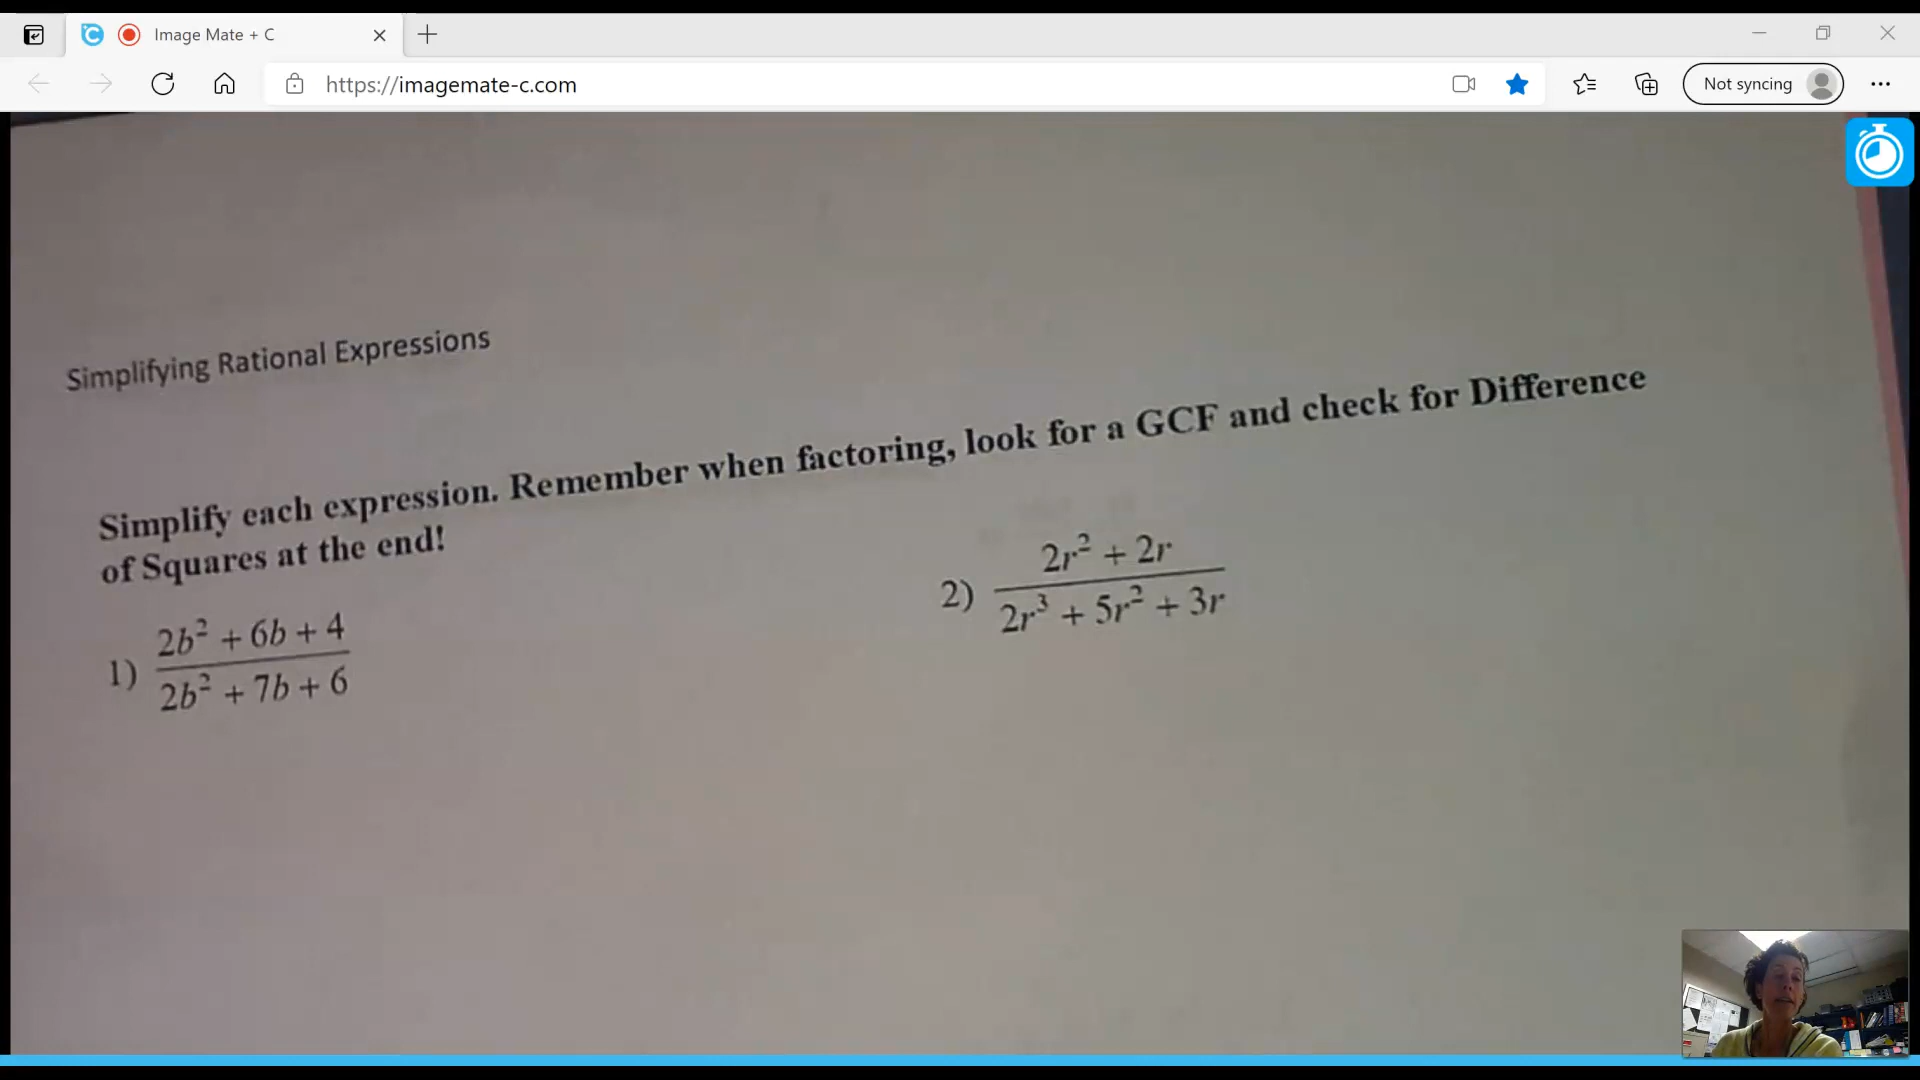 Image Mate + C
https://imagemate-c.com
Not syncing
Simplifying Rational Expressions
Simplify each expression. Remember when factoring, look for a GCF and check for Difference
of Squares at the end!
1) (2b² + 6b + 4)/(2b² + 7b + 6)
2) (2r² + 2r)/(2r³ + 5r² + 3r)